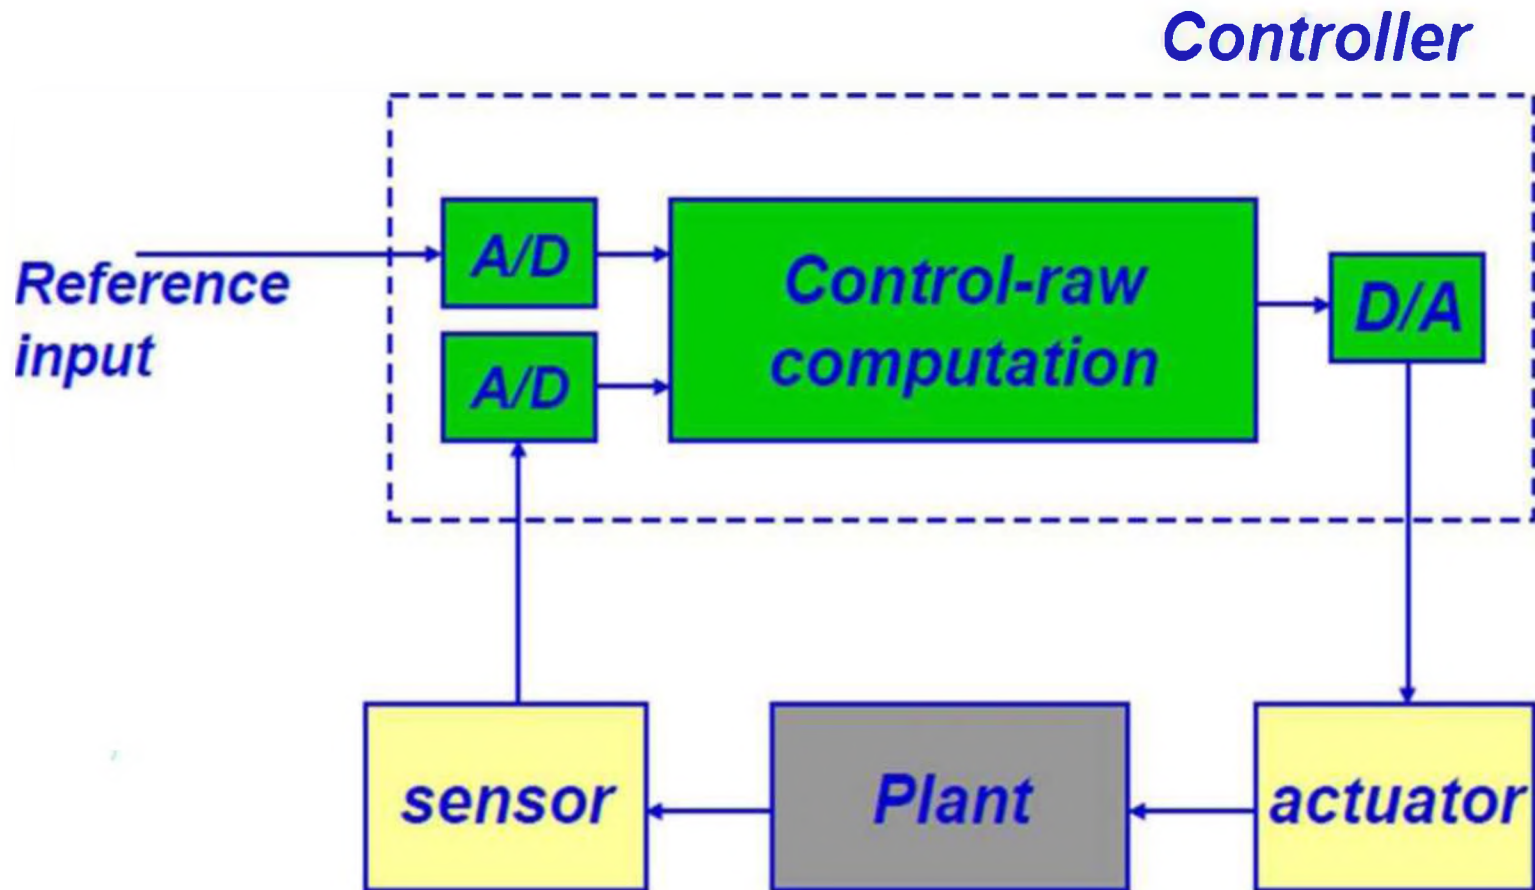 Controller
Reference
input
A/D
A/D
Control-raw
computation
D/A
sensor
Plant
actuator